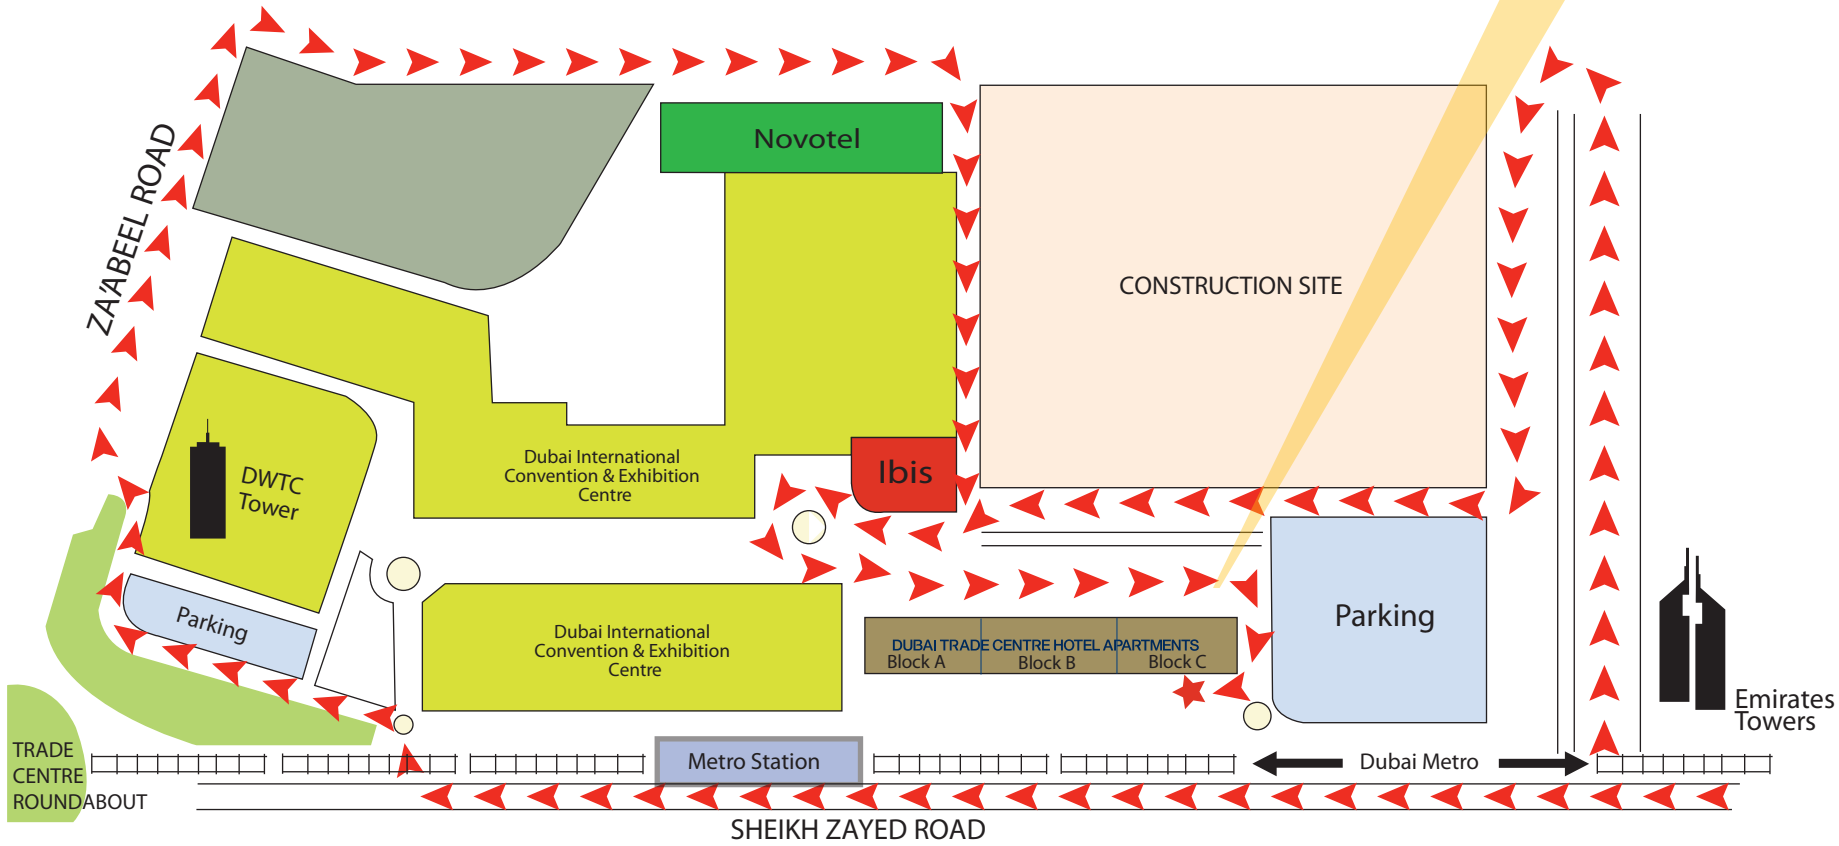 Novotel
ZA'ABEEL ROAD
CONSTRUCTION SITE
Dubai International
Convention & Exhibition
Centre
Ibis
DWTC
Tower
Parking
Dubai International
Convention & Exhibition
Centre
DUBAI TRADE CENTRE HOTEL APARTMENTS
Block A
Block B
Block C
Parking
Emirates
Towers
TRADE
CENTRE
ROUNDABOUT
Metro Station
Dubai Metro
SHEIKH ZAYED ROAD